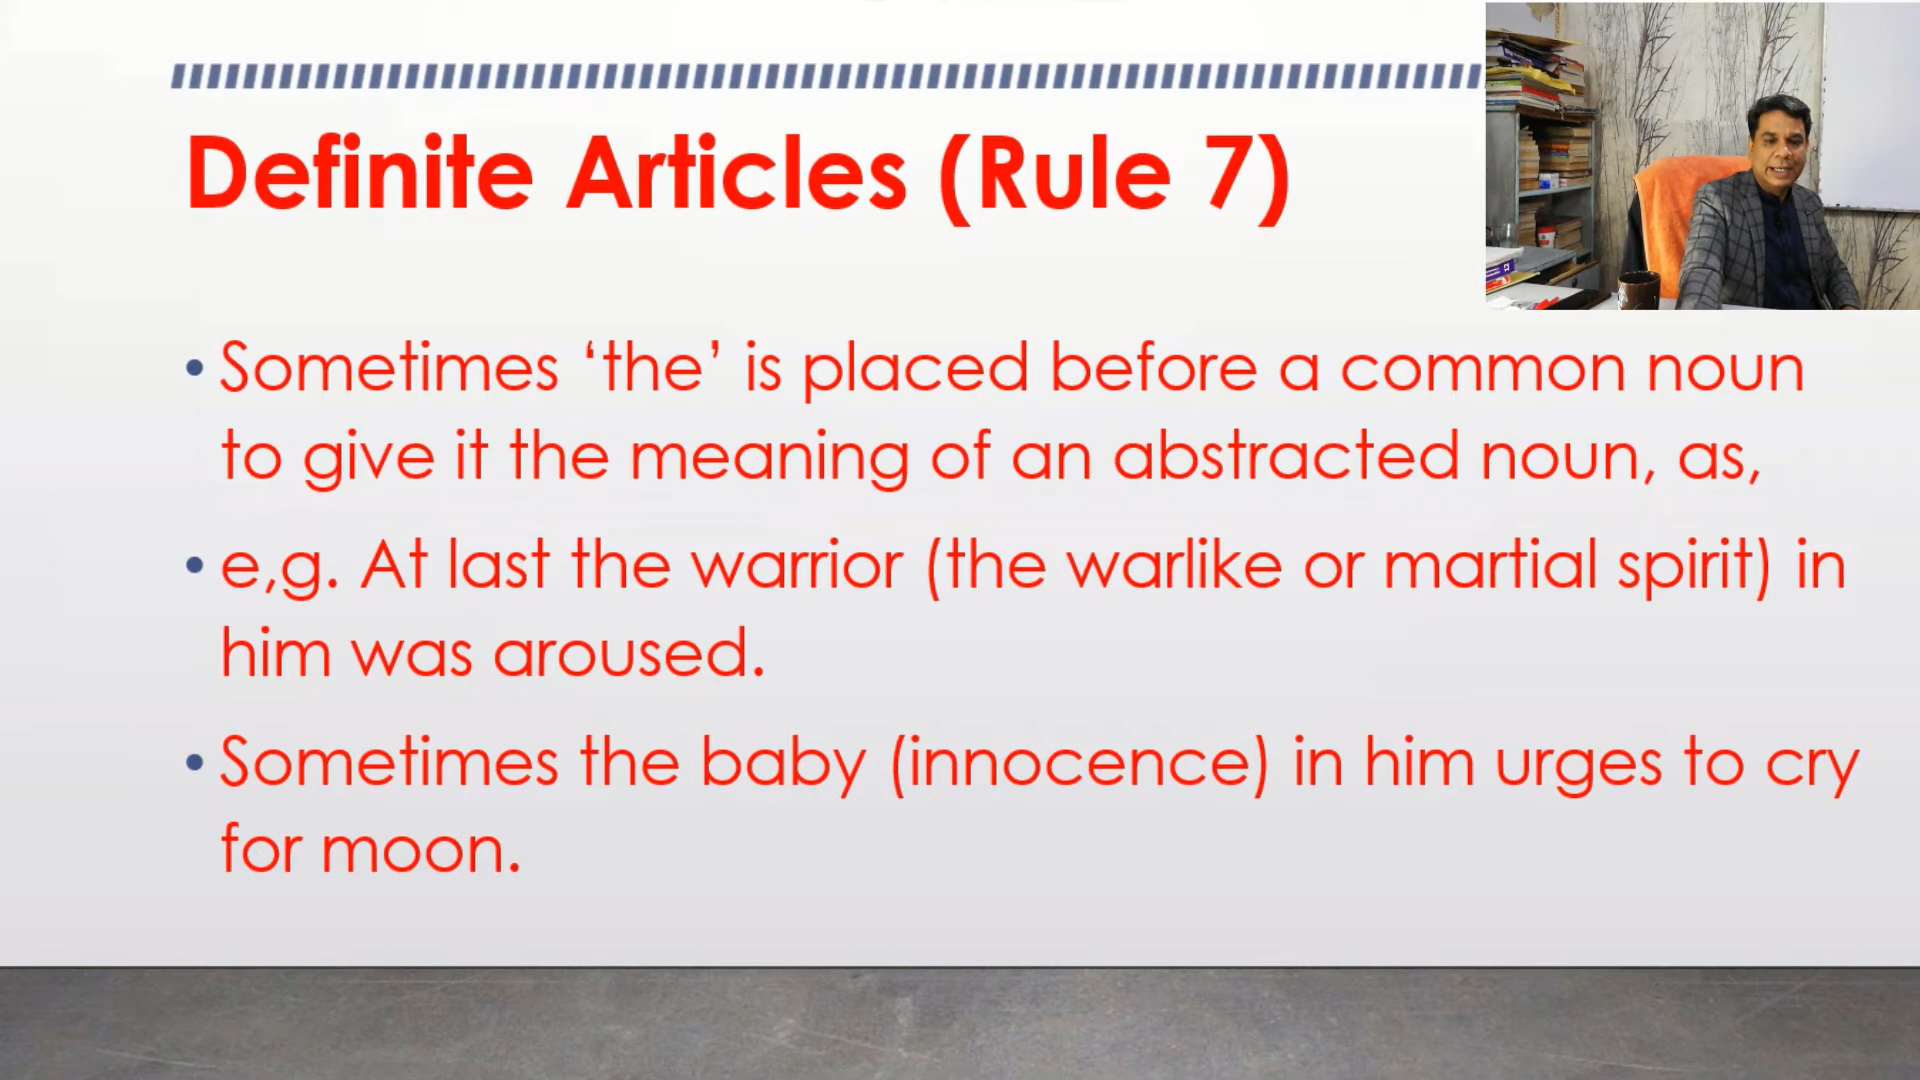 Definite Articles (Rule 7)
• Sometimes ‘the’ is placed before a common noun
to give it the meaning of an abstracted noun, as,
• e,g. At last the warrior (the warlike or martial spirit) in
him was aroused.
• Sometimes the baby (innocence) in him urges to cry
for moon.